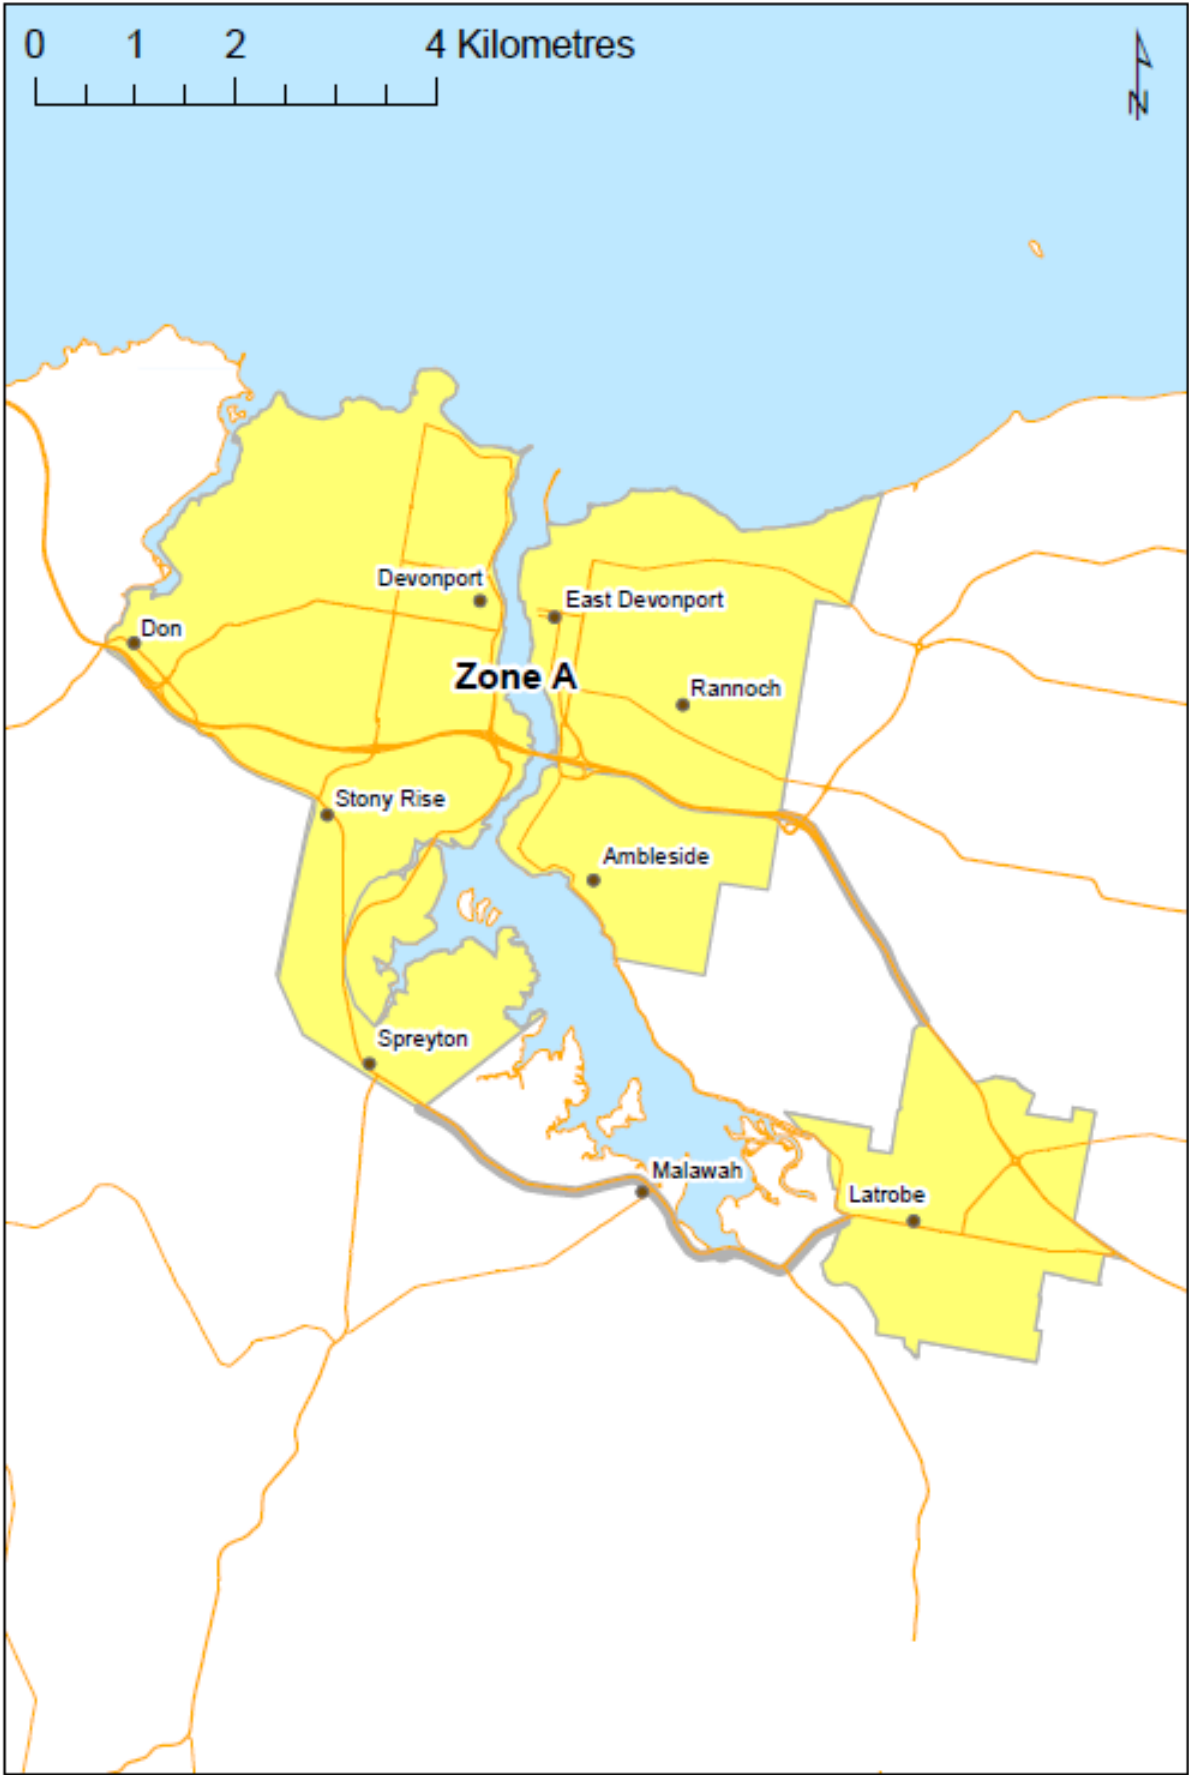 0 1 2 4 Kilometres
N
Devonport
East Devonport
Don
Zone A
Rannoch
Stony Rise
Ambleside
Spreyton
Malawah
Latrobe